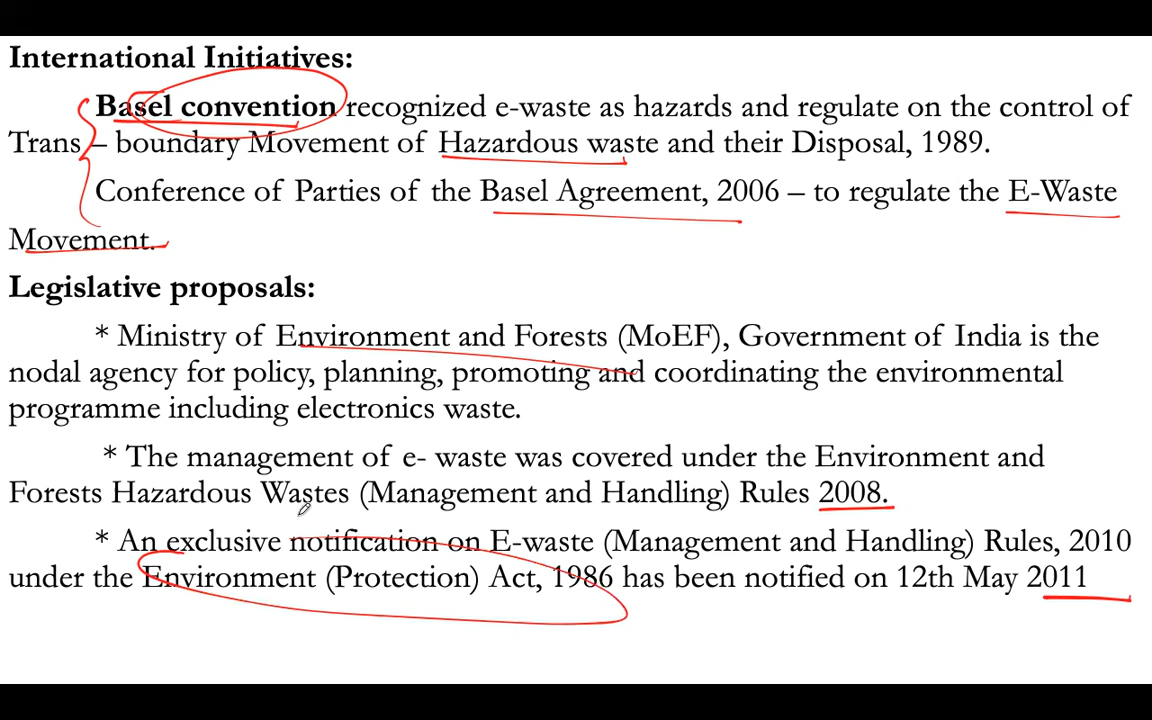 International Initiatives:
Basel convention recognized e-waste as hazards and regulate on the control of
Trans – boundary Movement of Hazardous waste and their Disposal, 1989.
Conference of Parties of the Basel Agreement, 2006 – to regulate the E-Waste
Movement.
Legislative proposals:
* Ministry of Environment and Forests (MoEF), Government of India is the
nodal agency for policy, planning, promoting and coordinating the environmental
programme including electronics waste.
* The management of e- waste was covered under the Environment and
Forests Hazardous Wastes (Management and Handling) Rules 2008.
* An exclusive notification on E-waste (Management and Handling) Rules, 2010
under the Environment (Protection) Act, 1986 has been notified on 12th May 2011